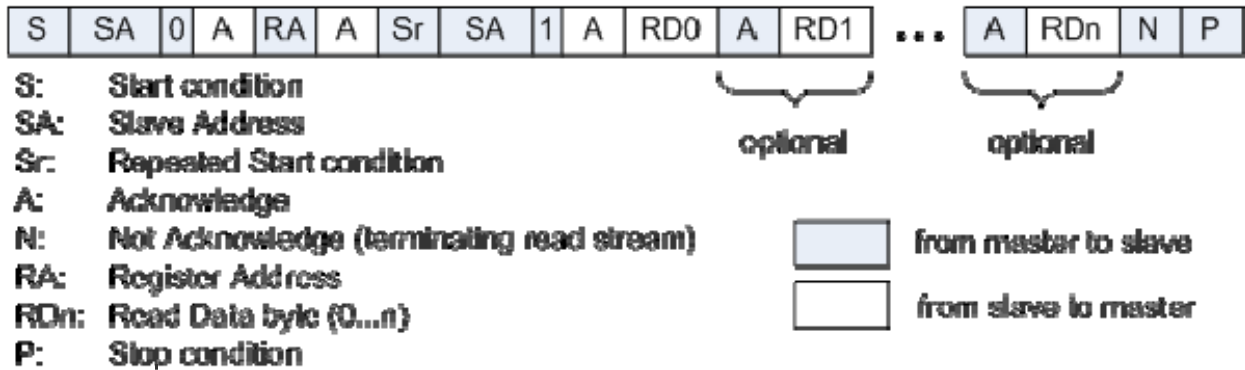 S SA 0 A RA A Sr SA 1 A RD0 A RD1 ... A RDn N P
S: Start condition
SA: Slave Address
optional optional
Sr: Repeated Start condition
A: Acknowledge
N: Not Acknowledge (terminating read stream)
from master to slave
RA: Register Address
RDn: Read Data byte (0...n)
from slave to master
P: Stop condition